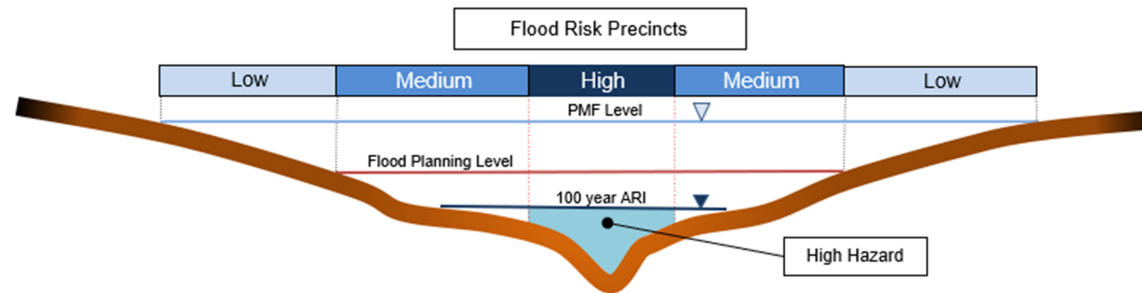 Flood Risk Precincts
Low Medium High Medium Low
PMF Level
Flood Planning Level
100 year ARI
High Hazard